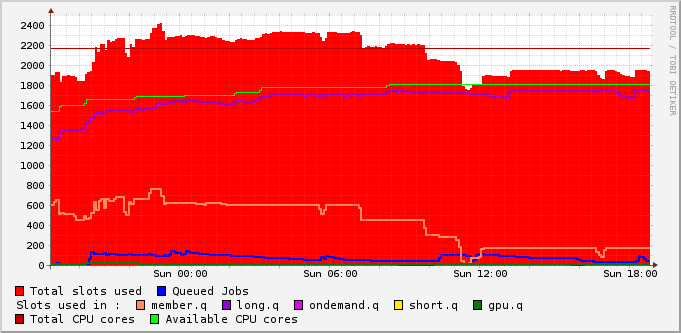 RRDTOOL / TOBI OETIKER
2400
2200
2000
1800
1600
1400
1200
1000
800
600
400
200
0
Sun 00:00 Sun 06:00 Sun 12:00 Sun 18:00
Total slots used Queued Jobs
Slots used in : member.q long.q ondemand.q short.q gpu.q
Total CPU cores Available CPU cores